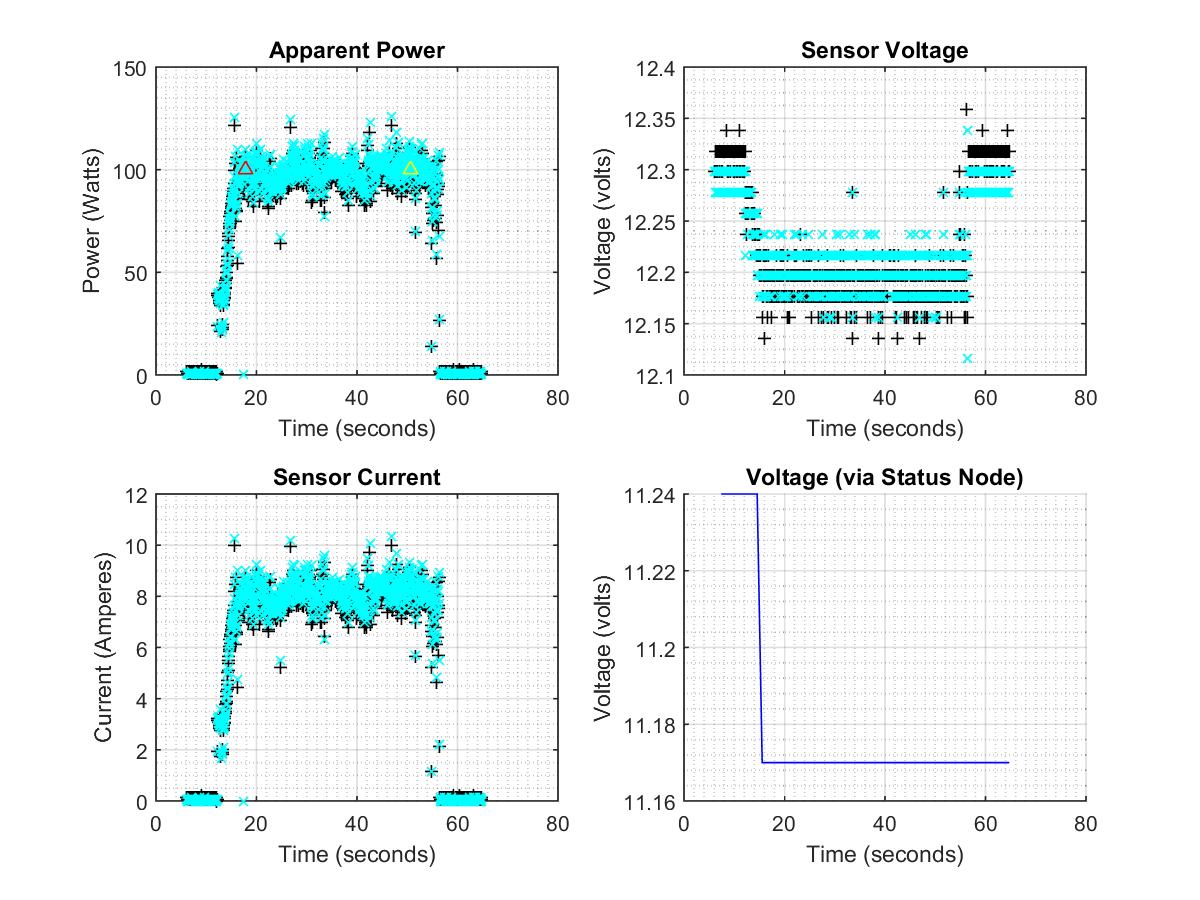 Apparent Power
150
100
50
0
0 20 40 60 80
Power (Watts)
Time (seconds)
Sensor Voltage
12.4
12.35
12.3
12.25
12.2
12.15
12.1
0 20 40 60 80
Voltage (volts)
Time (seconds)
Sensor Current
12
10
8
6
4
2
0
0 20 40 60 80
Current (Amperes)
Time (seconds)
Voltage (via Status Node)
11.24
11.22
11.2
11.18
11.16
0 20 40 60 80
Voltage (volts)
Time (seconds)